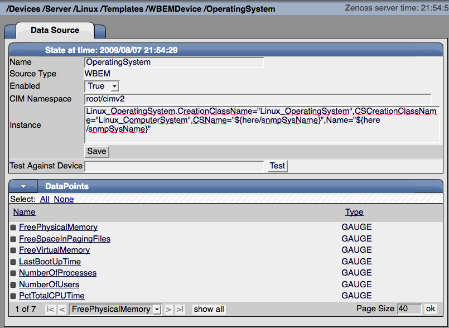 /Devices /Server /Linux /Templates /WBEMDevice /OperatingSystem
Zenoss server time: 21:54:5
Data Source
State at time: 2009/08/07 21:54:29
Name OperatingSystem
Source Type WBEM
Enabled True
CIM Namespace root/cimv2
Instance
Linux_OperatingSystem.CreationClassName="Linux_OperatingSystem",CSCreationClassNam
e="Linux_ComputerSystem",CSName="${here/snmpSysName}",Name="${here
/snmpSysName}"
Save
Test Against Device Test
DataPoints
Select: All None
Name Type
FreePhysicalMemory GAUGE
FreeSpaceInPagingFiles GAUGE
FreeVirtualMemory GAUGE
LastBootUpTime GAUGE
NumberOfProcesses GAUGE
NumberOfUsers GAUGE
PctTotalCPUTime GAUGE
1 of 7 |< < FreePhysicalMemory > >| show all Page Size 40 ok